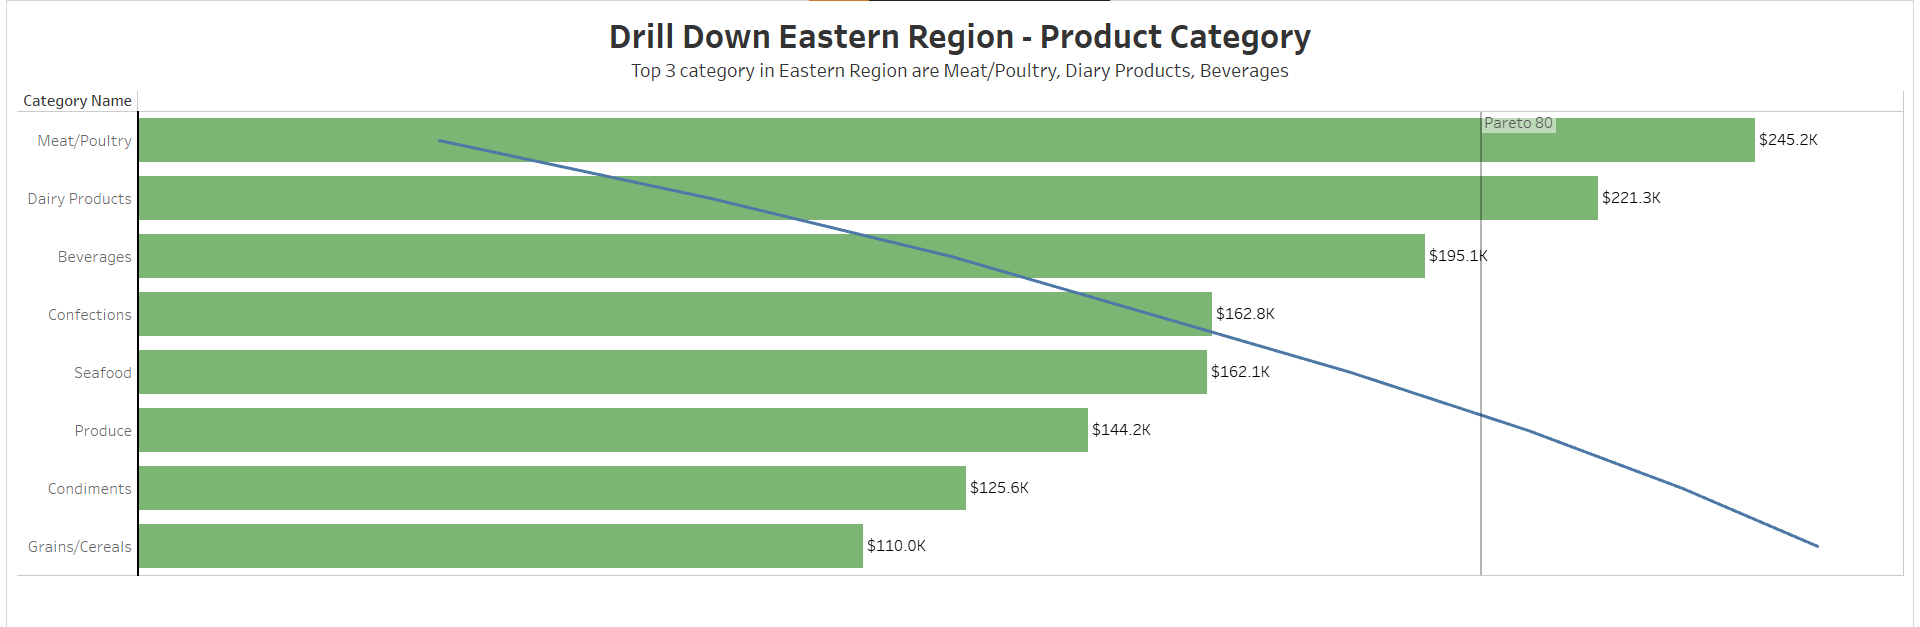 Drill Down Eastern Region - Product Category
Top 3 category in Eastern Region are Meat/Poultry, Diary Products, Beverages
Category Name
Pareto 80
Meat/Poultry $245.2K
Dairy Products $221.3K
Beverages $195.1K
Confections $162.8K
Seafood $162.1K
Produce $144.2K
Condiments $125.6K
Grains/Cereals $110.0K